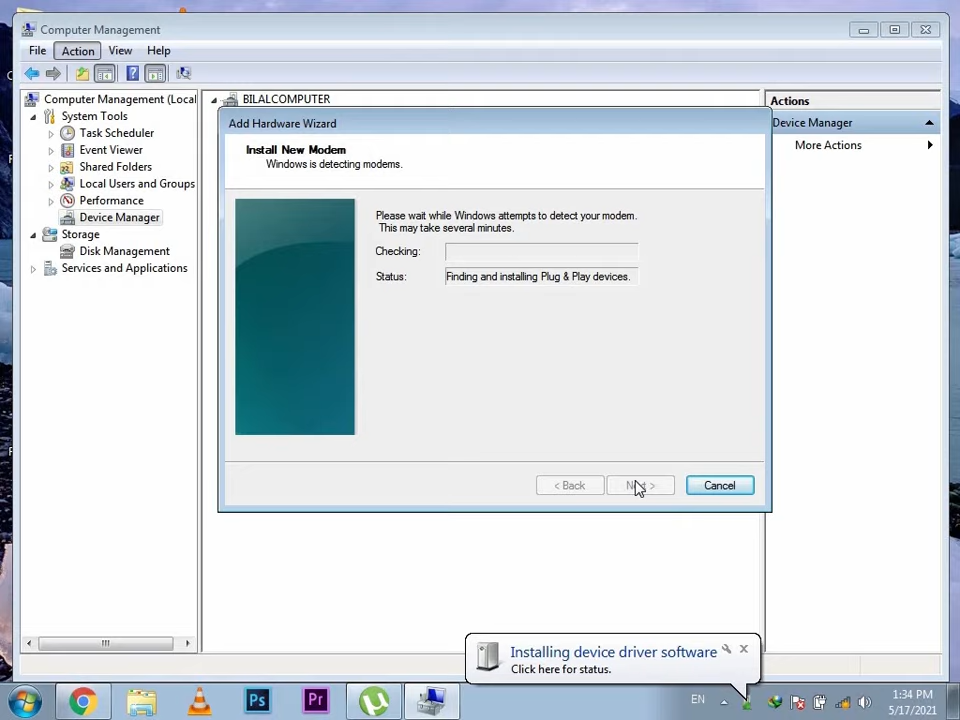 Computer Management
File Action View Help
Computer Management (Local
System Tools
Task Scheduler
Event Viewer
Shared Folders
Local Users and Groups
Performance
Device Manager
Storage
Disk Management
Services and Applications
BILALCOMPUTER
Add Hardware Wizard
Install New Modem
Windows is detecting modems.
Please wait while Windows attempts to detect your modem.
This may take several minutes.
Checking:
Status: Finding and installing Plug & Play devices.
< Back Next > Cancel
Actions
Device Manager
More Actions
Installing device driver software
Click here for status.
Ps
Pr
EN
1:34 PM
5/17/2021